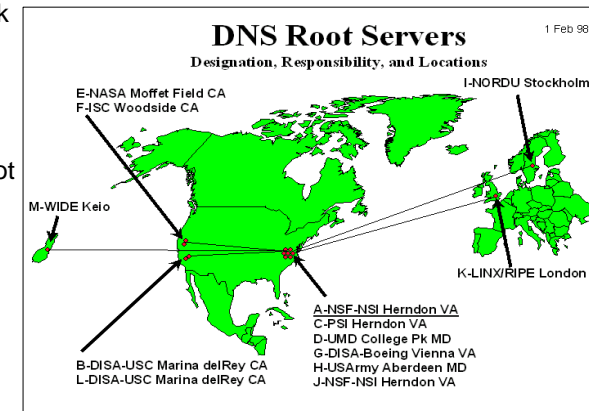 k
ot
DNS Root Servers
1 Feb 98
Designation, Responsibility, and Locations
I-NORDU Stockholm
E-NASA Moffet Field CA
F-ISC Woodside CA
M-WIDE Keio
K-LINX/RIPE London
A-NSF-NSI Herndon VA
C-PSI Herndon VA
D-UMD College Pk MD
G-DISA-Boeing Vienna VA
H-USArmy Aberdeen MD
J-NSF-NSI Herndon VA
B-DISA-USC Marina delRey CA
L-DISA-USC Marina delRey CA